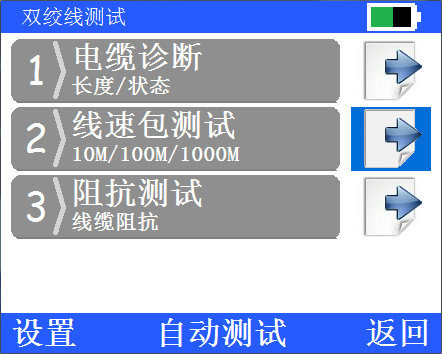 双绞线测试
1 电缆诊断
长度/状态
2 线速包测试
10M/100M/1000M
3 阻抗测试
线缆阻抗
设置 自动测试 返回